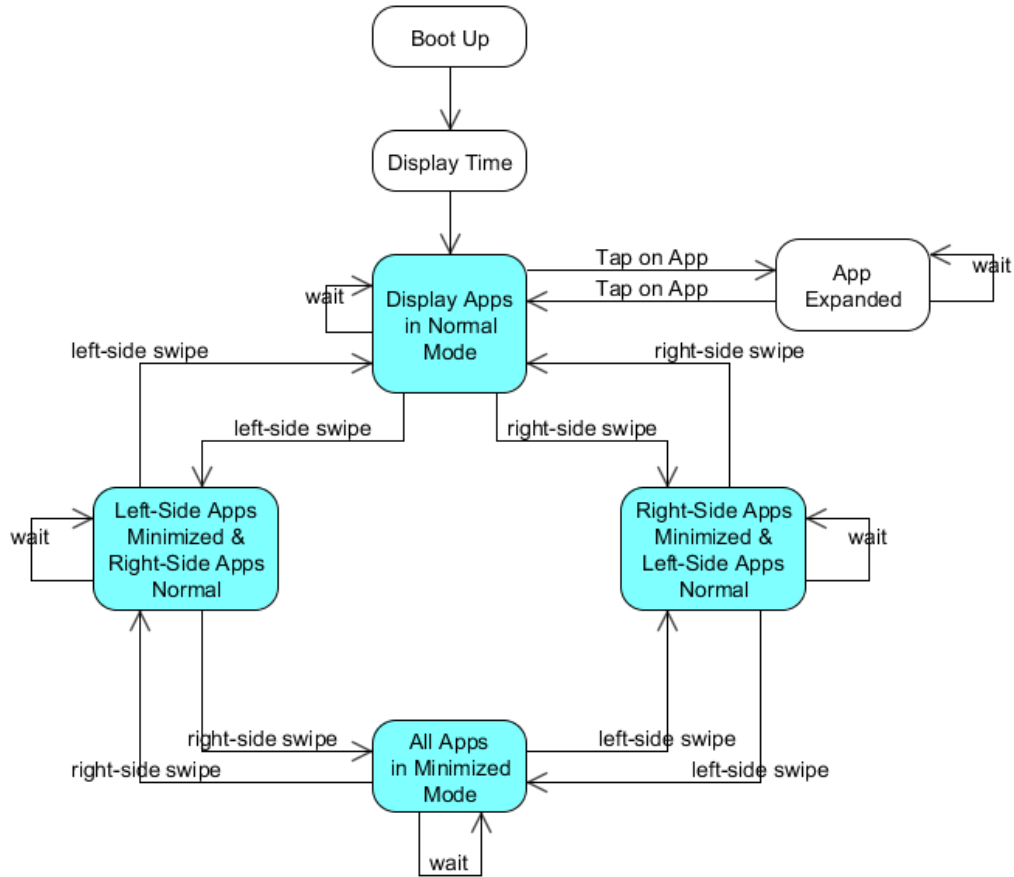 Boot Up
Display Time
Tap on App
Tap on App
App
Expanded
wait
wait
Display Apps
in Normal
Mode
left-side swipe
right-side swipe
left-side swipe
right-side swipe
Left-Side Apps
Minimized &
Right-Side Apps
Normal
wait
Right-Side Apps
Minimized &
Left-Side Apps
Normal
wait
right-side swipe
left-side swipe
right-side swipe
left-side swipe
All Apps
in Minimized
Mode
wait